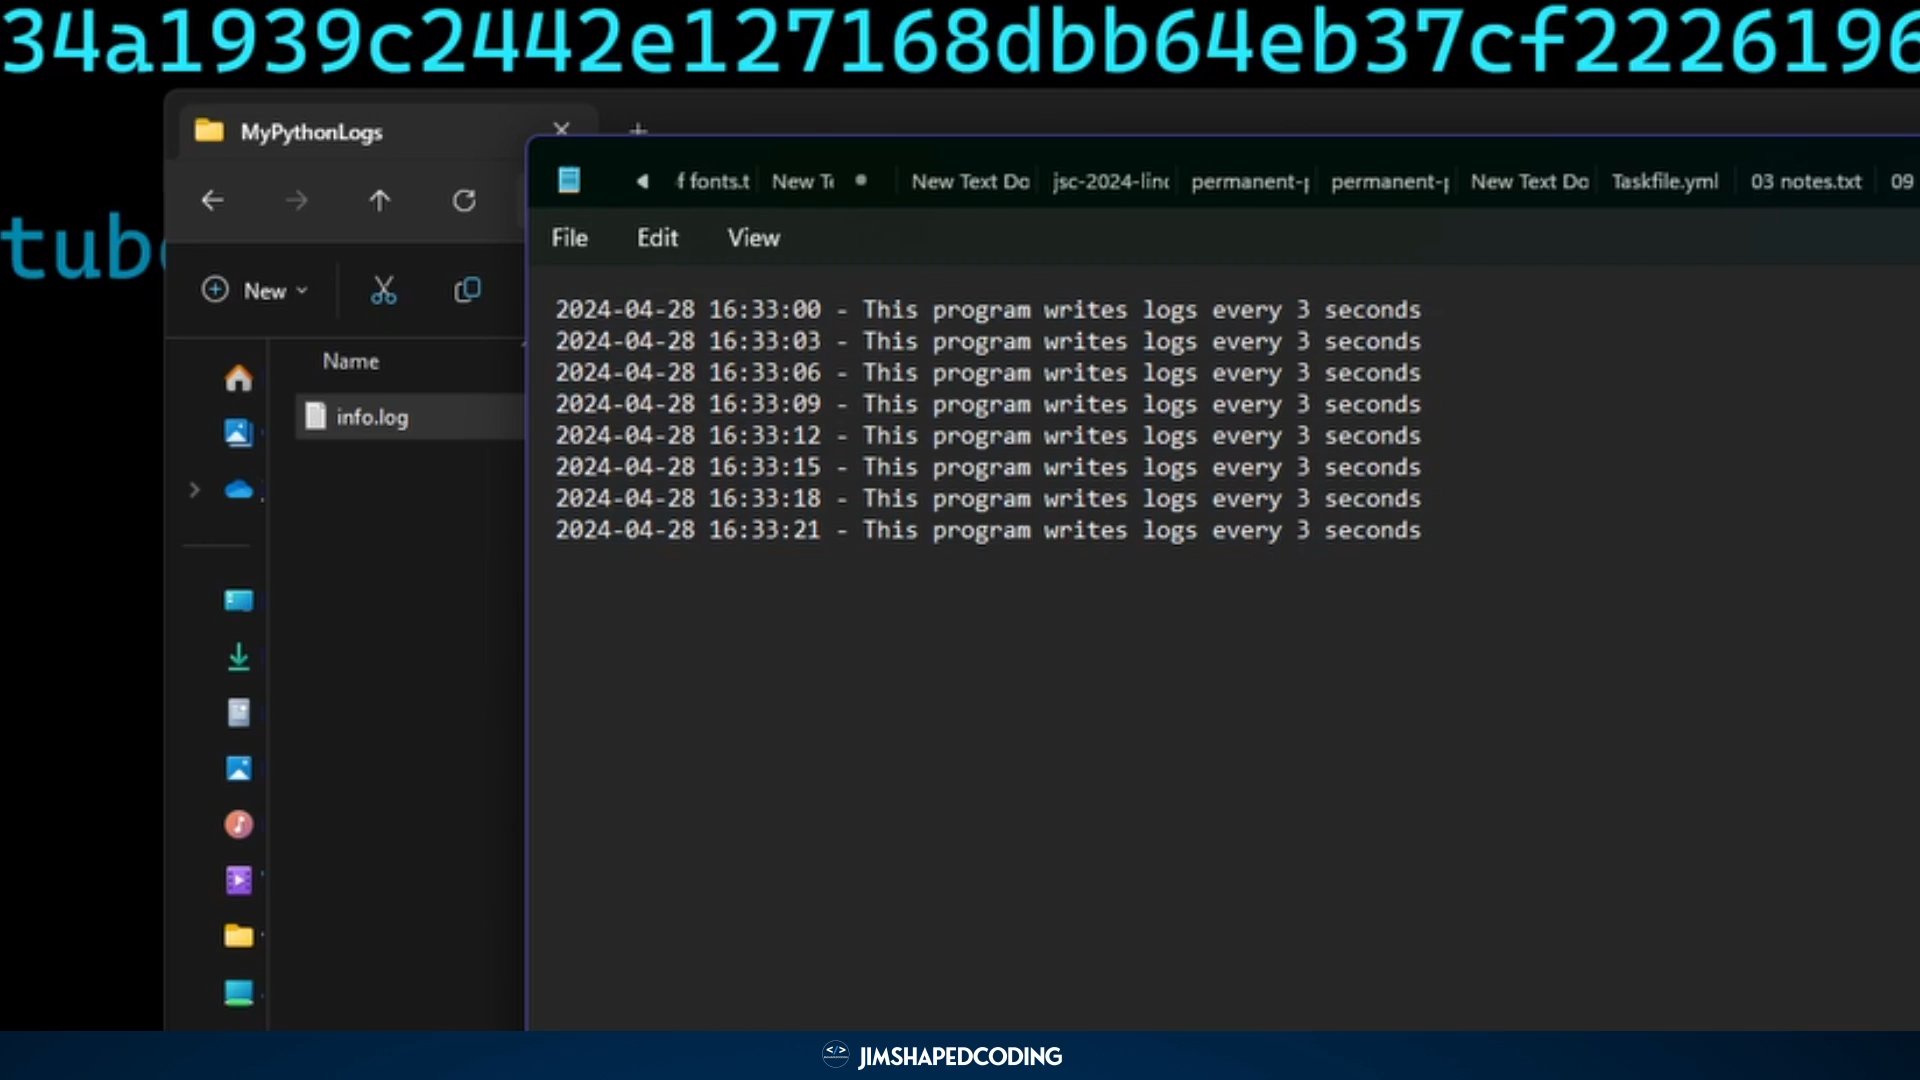 34a1939c2442e127168dbb64eb37cf2226196
MyPythonLogs
tub
f fonts.t New Te New Text Do jsc-2024-linc permanent-p permanent-p New Text Do Taskfile.yml 03 notes.txt 09
File Edit View
New
Name
info.log
2024-04-28 16:33:00 - This program writes logs every 3 seconds
2024-04-28 16:33:03 - This program writes logs every 3 seconds
2024-04-28 16:33:06 - This program writes logs every 3 seconds
2024-04-28 16:33:09 - This program writes logs every 3 seconds
2024-04-28 16:33:12 - This program writes logs every 3 seconds
2024-04-28 16:33:15 - This program writes logs every 3 seconds
2024-04-28 16:33:18 - This program writes logs every 3 seconds
2024-04-28 16:33:21 - This program writes logs every 3 seconds
</> JIMSHAPEDCODING